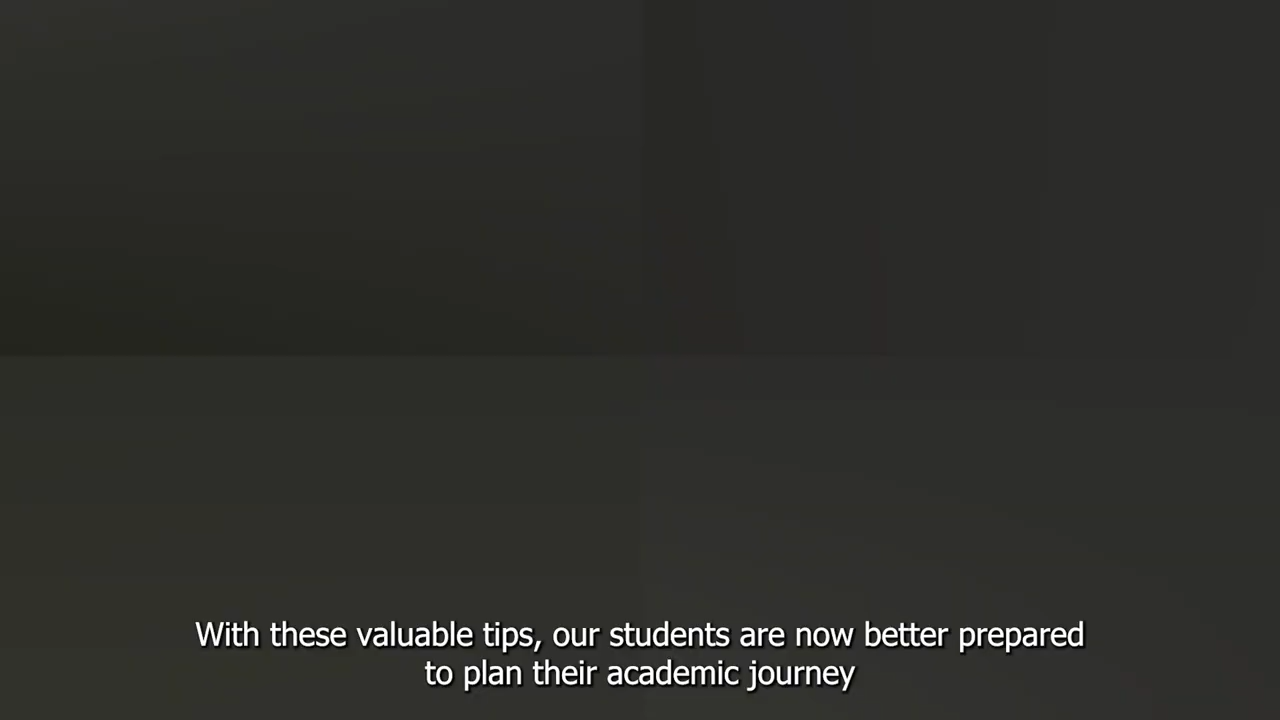 With these valuable tips, our students are now better prepared
to plan their academic journey